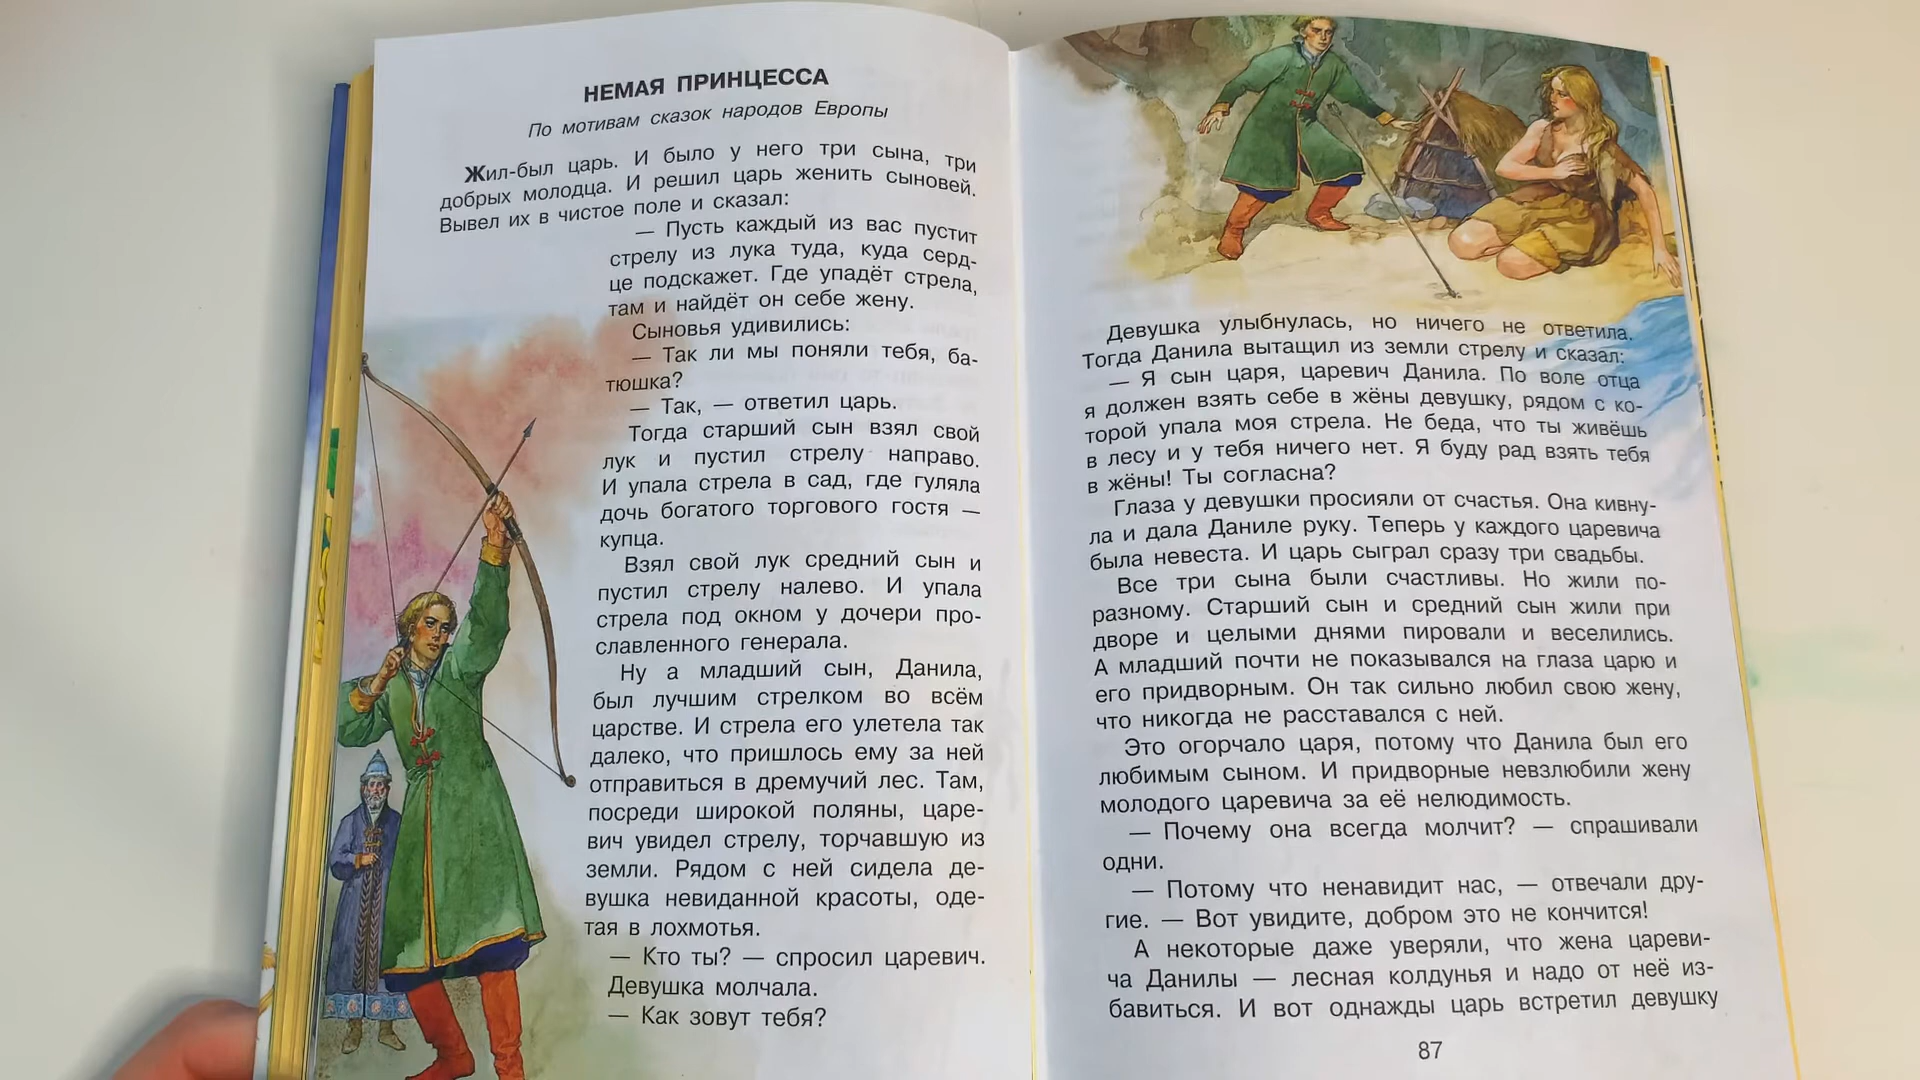 НЕМАЯ ПРИНЦЕССА
По мотивам сказок народов Европы
Жил-был царь. И было у него три сына, три
добрых молодца. И решил царь женить сыновей.
Вывел их в чистое поле и сказал:
— Пусть каждый из вас пустит
стрелу из лука туда, куда серд-
це подскажет. Где упадёт стрела,
там и найдёт он себе жену.
Сыновья удивились:
— Так ли мы поняли тебя, ба-
тюшка?
— Так, — ответил царь.
Тогда старший сын взял свой
лук и пустил стрелу направо.
И упала стрела в сад, где гуляла
дочь богатого торгового гостя —
купца.
Взял свой лук средний сын и
пустил стрелу налево. И упала
стрела под окном у дочери про-
славленного генерала.
Ну а младший сын, Данила,
был лучшим стрелком во всём
царстве. И стрела его улетела так
далеко, что пришлось ему за ней
отправиться в дремучий лес. Там,
посреди широкой поляны, царе-
вич увидел стрелу, торчавшую из
земли. Рядом с ней сидела де-
вушка невиданной красоты, оде-
тая в лохмотья.
— Кто ты? — спросил царевич.
Девушка молчала.
— Как зовут тебя?
Девушка улыбнулась, но ничего не ответила.
Тогда Данила вытащил из земли стрелу и сказал:
— Я сын царя, царевич Данила. По воле отца
я должен взять себе в жёны девушку, рядом с ко-
торой упала моя стрела. Не беда, что ты живёшь
в лесу и у тебя ничего нет. Я буду рад взять тебя
в жёны! Ты согласна?
Глаза у девушки просияли от счастья. Она кивну-
ла и дала Даниле руку. Теперь у каждого царевича
была невеста. И царь сыграл сразу три свадьбы.
Все три сына были счастливы. Но жили по-
разному. Старший сын и средний сын жили при
дворе и целыми днями пировали и веселились.
А младший почти не показывался на глаза царю и
его придворным. Он так сильно любил свою жену,
что никогда не расставался с ней.
Это огорчало царя, потому что Данила был его
любимым сыном. И придворные невзлюбили жену
молодого царевича за её нелюдимость.
— Почему она всегда молчит? — спрашивали
одни.
— Потому что ненавидит нас, — отвечали дру-
гие. — Вот увидите, добром это не кончится!
А некоторые даже уверяли, что жена цареви-
ча Данилы — лесная колдунья и надо от неё из-
бавиться. И вот однажды царь встретил девушку
87